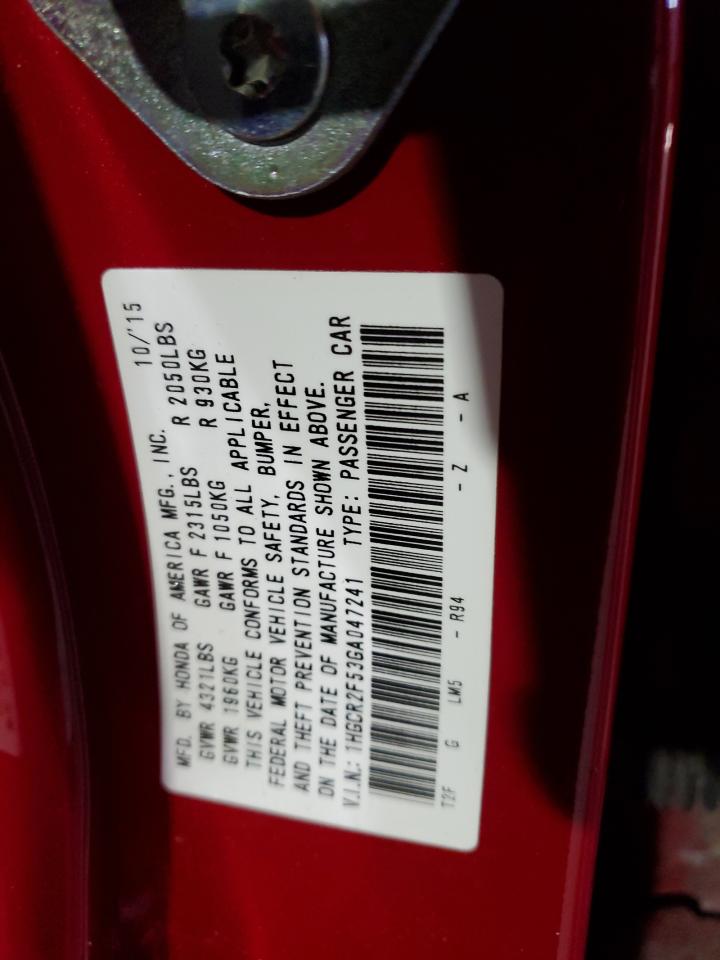 MFD. BY HONDA OF AMERICA MFG., INC. 10/'15
GVWR 4321LBS GAWR F 2315LBS R 2050LBS
GVWR 1960KG GAWR F 1050KG R 930KG
THIS VEHICLE CONFORMS TO ALL APPLICABLE
FEDERAL MOTOR VEHICLE SAFETY, BUMPER,
AND THEFT PREVENTION STANDARDS IN EFFECT
ON THE DATE OF MANUFACTURE SHOWN ABOVE.
V.I.N.: 1HGCR2F53GA047241 TYPE: PASSENGER CAR
T2F G LM5 - R94 - Z - A